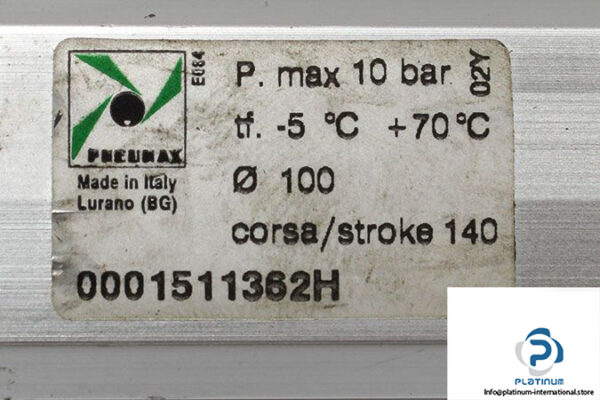 E084
PNEUMAX
Made in Italy
Lurano (BG)
P. max 10 bar
02Y
tf. -5 °C +70°C
Ø 100
corsa/stroke 140
0001511362H
PLATINUM
Info@platinum-international.store